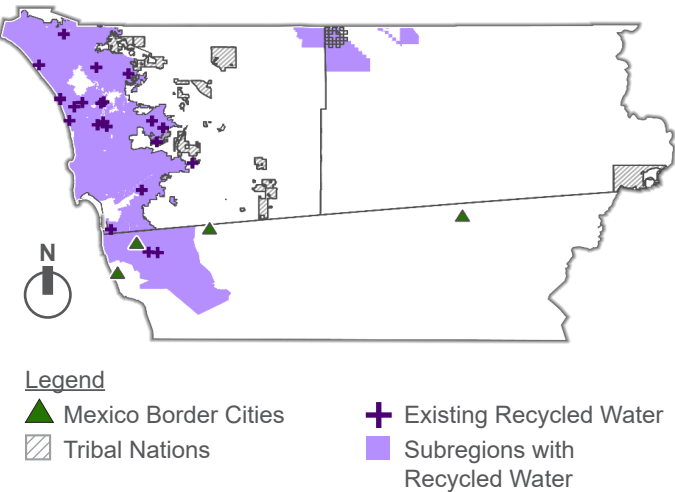 N
Legend
Mexico Border Cities
Existing Recycled Water
Tribal Nations
Subregions with
Recycled Water